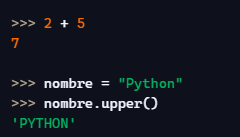 >>> 2 + 5
7
>>> nombre = "Python"
>>> nombre.upper()
'PYTHON'